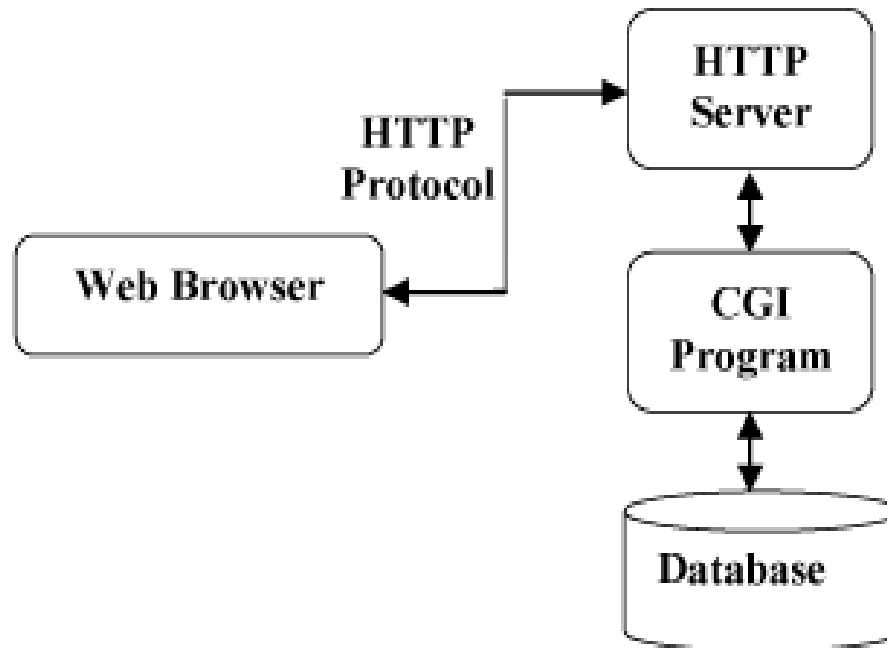 HTTP
Server
HTTP
Protocol
Web Browser
CGI
Program
Database